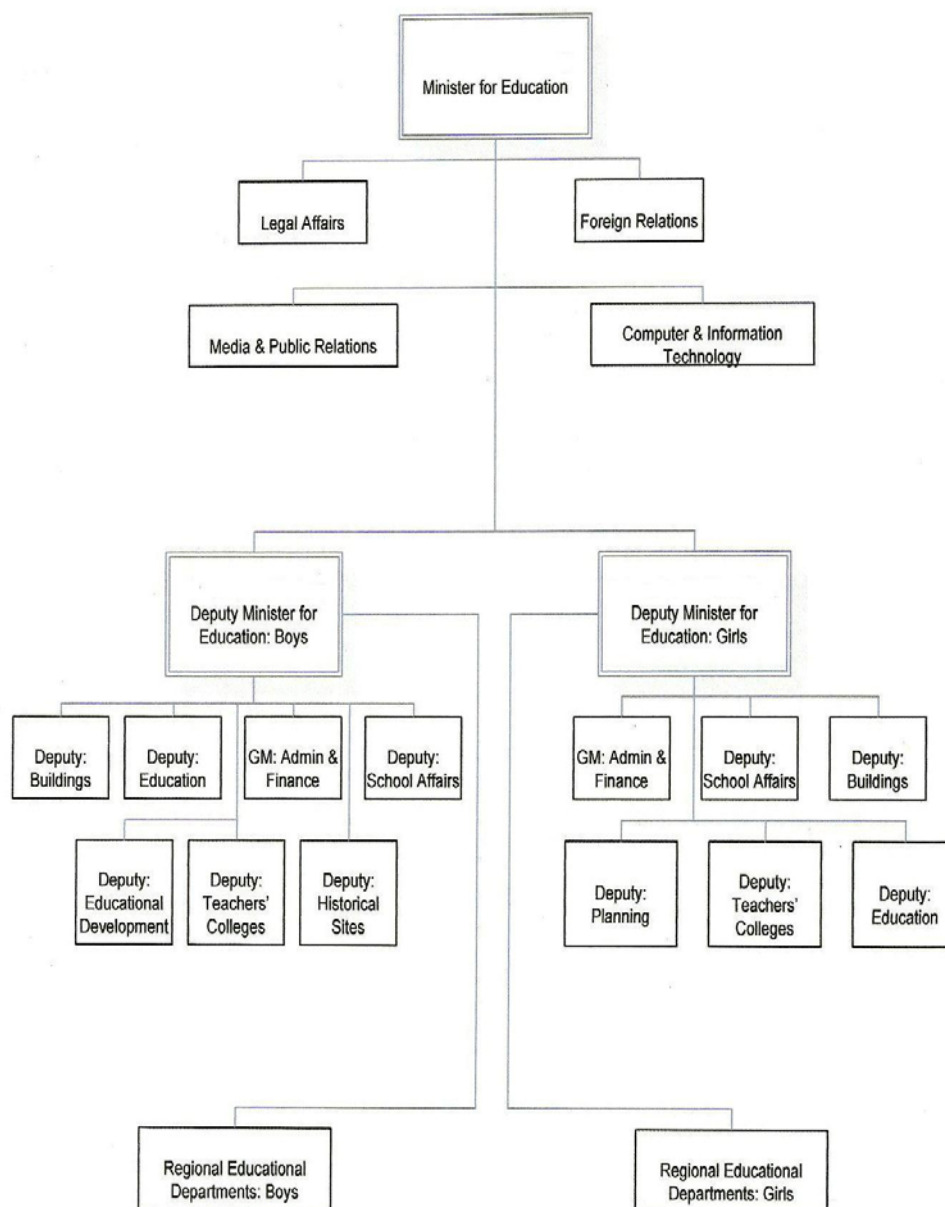 Minister for Education
Legal Affairs
Foreign Relations
Media & Public Relations
Computer & Information
Technology
Deputy Minister for
Education: Boys
Deputy Minister for
Education: Girls
Deputy:
Buildings
Deputy:
Education
GM: Admin &
Finance
Deputy:
School Affairs
GM: Admin &
Finance
Deputy:
School Affairs
Deputy:
Buildings
Deputy:
Educational
Development
Deputy:
Teachers'
Colleges
Deputy:
Historical
Sites
Deputy:
Planning
Deputy:
Teachers'
Colleges
Deputy:
Education
Regional Educational
Departments: Boys
Regional Educational
Departments: Girls